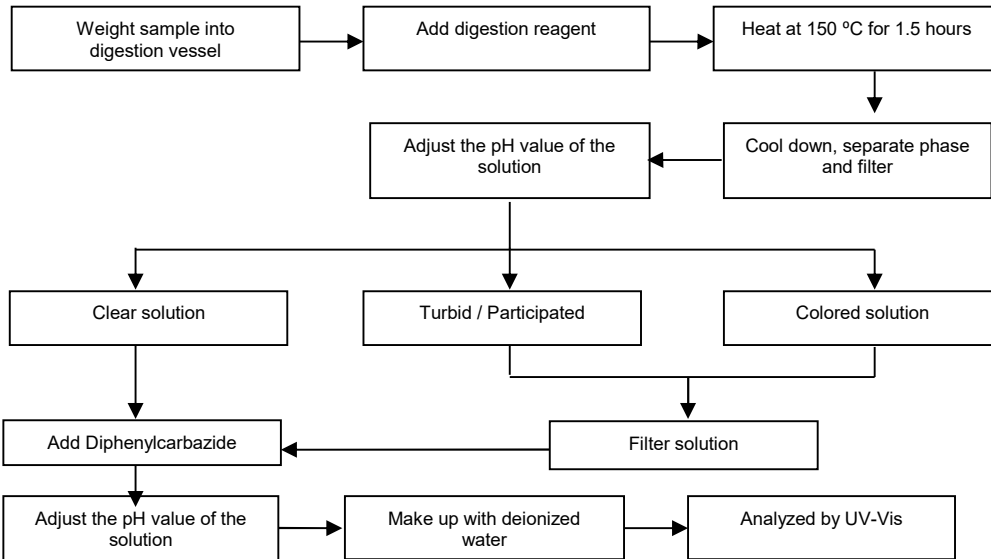 Weight sample into
digestion vessel
Add digestion reagent
Heat at 150 ºC for 1.5 hours
Cool down, separate phase
and filter
Adjust the pH value of the
solution
Clear solution
Turbid / Participated
Colored solution
Filter solution
Add Diphenylcarbazide
Adjust the pH value of the
solution
Make up with deionized
water
Analyzed by UV-Vis